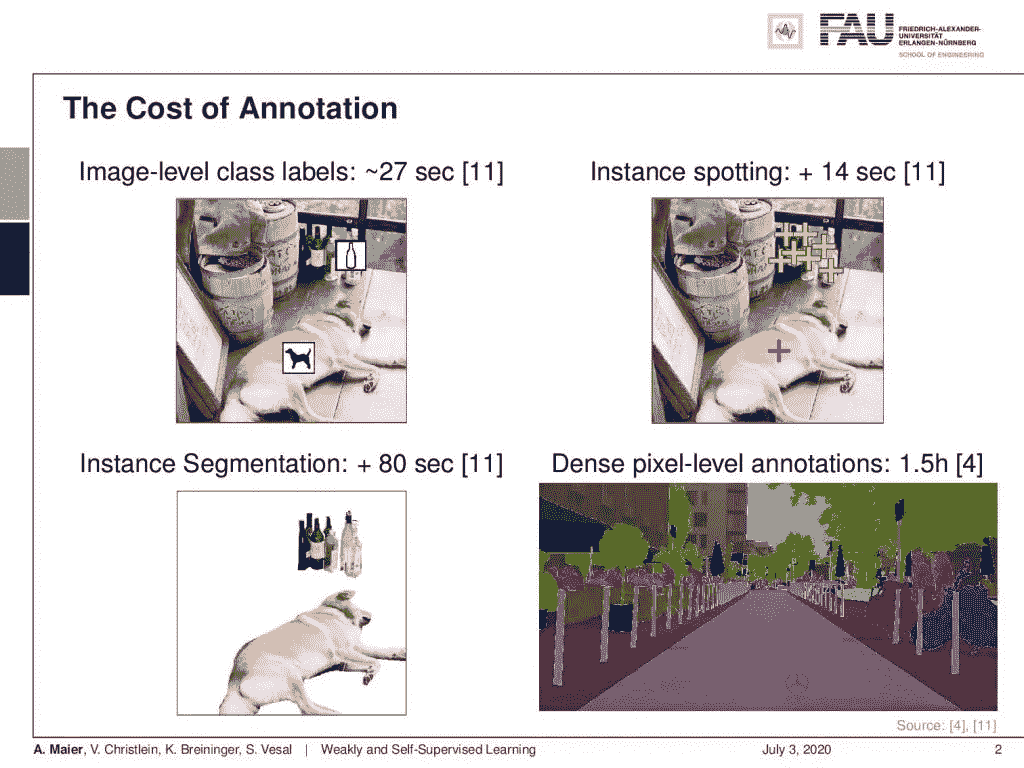 FAU
FRIEDRICH-ALEXANDER-
UNIVERSITÄT
ERLANGEN-NÜRNBERG
SCHOOL OF ENGINEERING
The Cost of Annotation
Image-level class labels: ~27 sec [11]
Instance spotting: + 14 sec [11]
Instance Segmentation: + 80 sec [11]
Dense pixel-level annotations: 1.5h [4]
Source: [4], [11]
A. Maier, V. Christlein, K. Breininger, S. Vesal | Weakly and Self-Supervised Learning
July 3, 2020
2